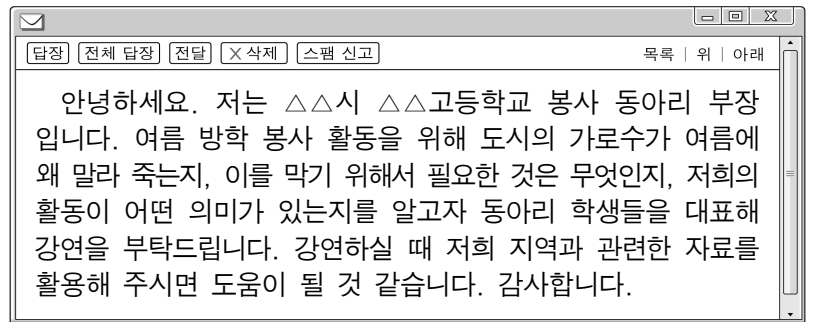 답장 전체 답장 전달 X 삭제 스팸 신고 목록 | 위 | 아래
안녕하세요. 저는 △△시 △△고등학교 봉사 동아리 부장
입니다. 여름 방학 봉사 활동을 위해 도시의 가로수가 여름에
왜 말라 죽는지, 이를 막기 위해서 필요한 것은 무엇인지, 저희의
활동이 어떤 의미가 있는지를 알고자 동아리 학생들을 대표해
강연을 부탁드립니다. 강연하실 때 저희 지역과 관련한 자료를
활용해 주시면 도움이 될 것 같습니다. 감사합니다.